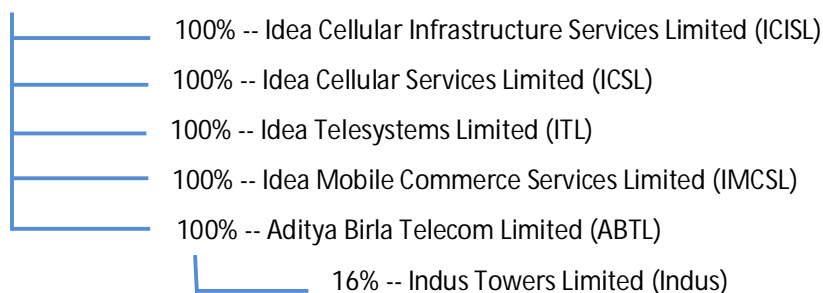 100% -- Idea Cellular Infrastructure Services Limited (ICISL)
100% -- Idea Cellular Services Limited (ICSL)
100% -- Idea Telesystems Limited (ITL)
100% -- Idea Mobile Commerce Services Limited (IMCSL)
100% -- Aditya Birla Telecom Limited (ABTL)
16% -- Indus Towers Limited (Indus)